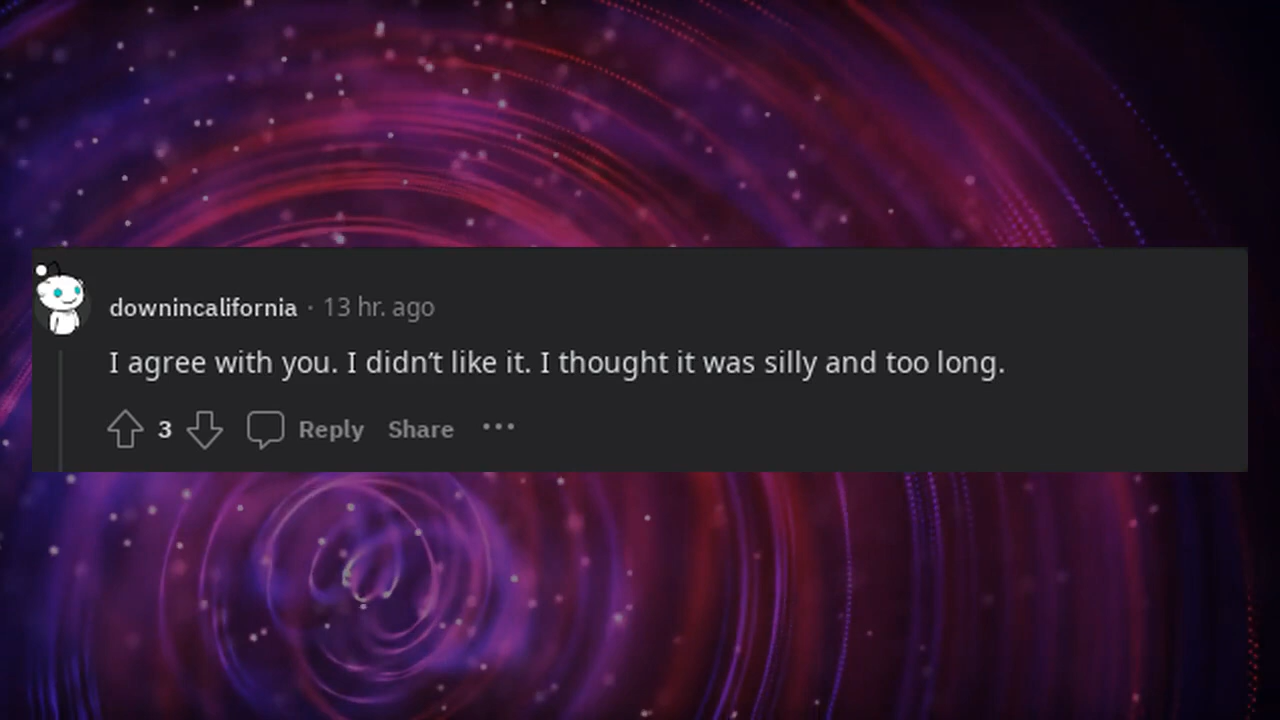 downincalifornia · 13 hr. ago
I agree with you. I didn’t like it. I thought it was silly and too long.
3 Reply Share ···